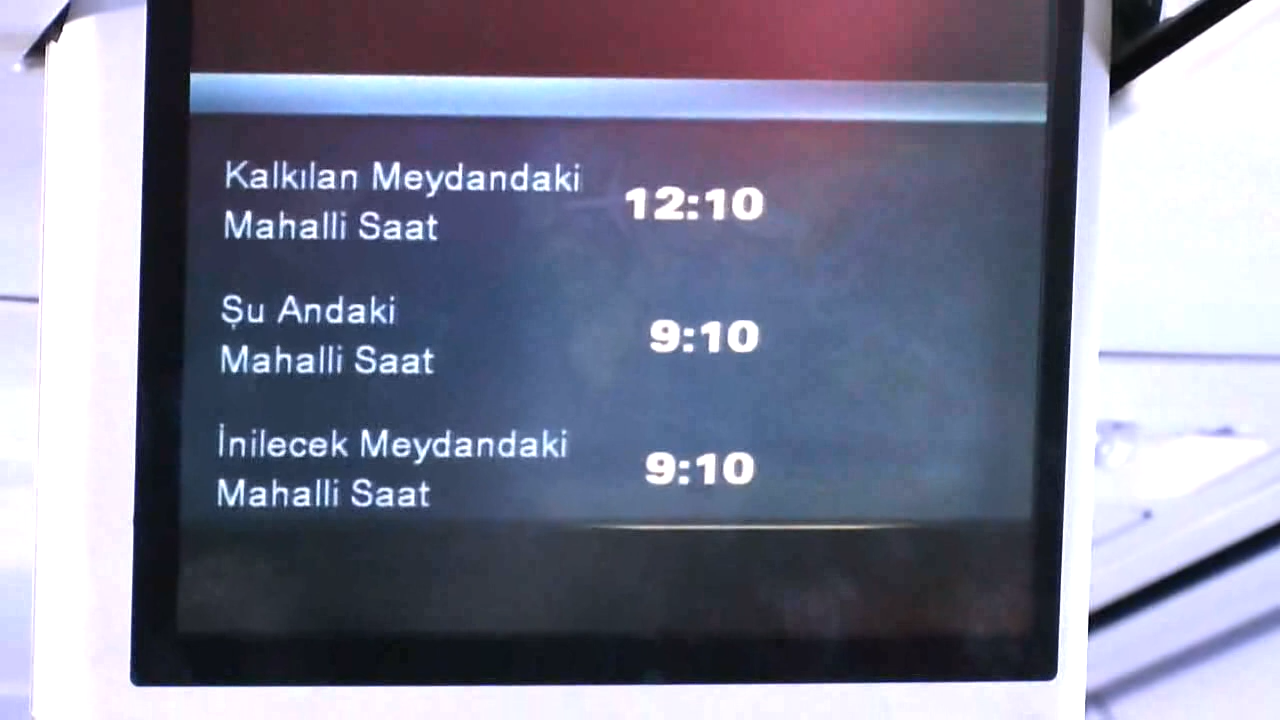 Kalkılan Meydandaki
Mahalli Saat
12:10
Şu Andaki
Mahalli Saat
9:10
İnilecek Meydandaki
Mahalli Saat
9:10